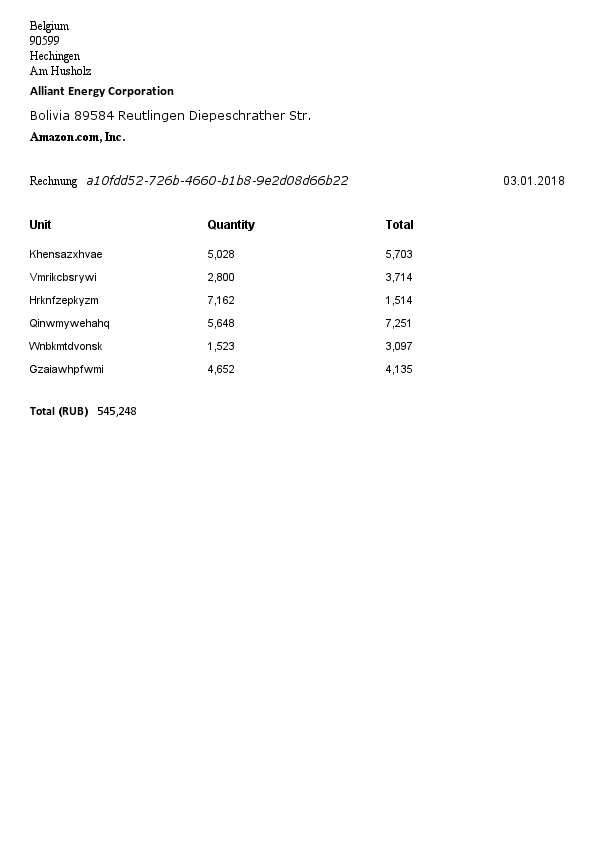 Belgium
90599
Hechingen
Am Husholz
Alliant Energy Corporation
Bolivia 89584 Reutlingen Diepeschrather Str.
Amazon.com, Inc.
Rechnung a10fdd52-726b-4660-b1b8-9e2d08d66b22 03.01.2018
Unit Quantity Total
Khensazxhvae 5,028 5,703
Vmrikcbsrywi 2,800 3,714
Hrknfzepkyzm 7,162 1,514
Qinwmywehahq 5,648 7,251
Wnbkmtdvonsk 1,523 3,097
Gzaiawhpfwmi 4,652 4,135
Total (RUB) 545,248